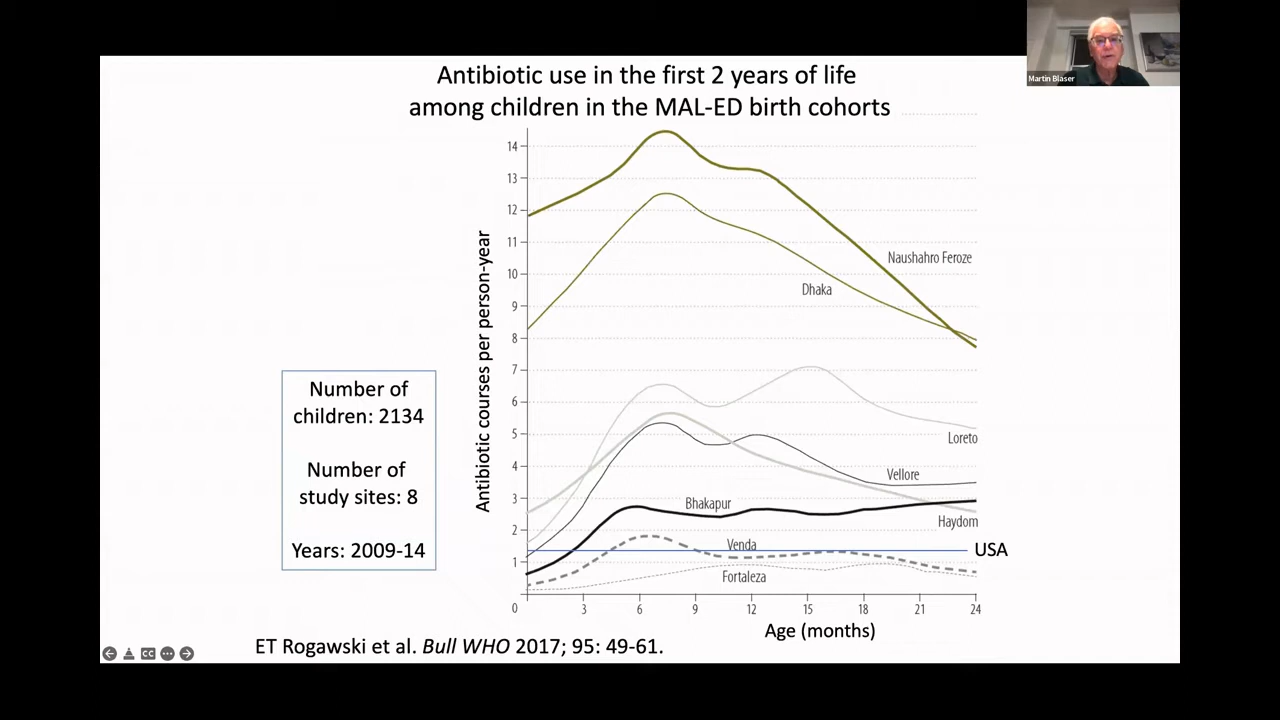 Martin Blaser
Antibiotic use in the first 2 years of life
among children in the MAL-ED birth cohorts
Antibiotic courses per person-year
14
13
12
11
10
9
8
7
6
5
4
3
2
1
0
3
6
9
12
15
18
21
24
Age (months)
Naushahro Feroze
Dhaka
Loreto
Vellore
Bhakapur
Haydom
Venda
USA
Fortaleza
Number of
children: 2134
Number of
study sites: 8
Years: 2009-14
ET Rogawski et al. Bull WHO 2017; 95: 49-61.
CC